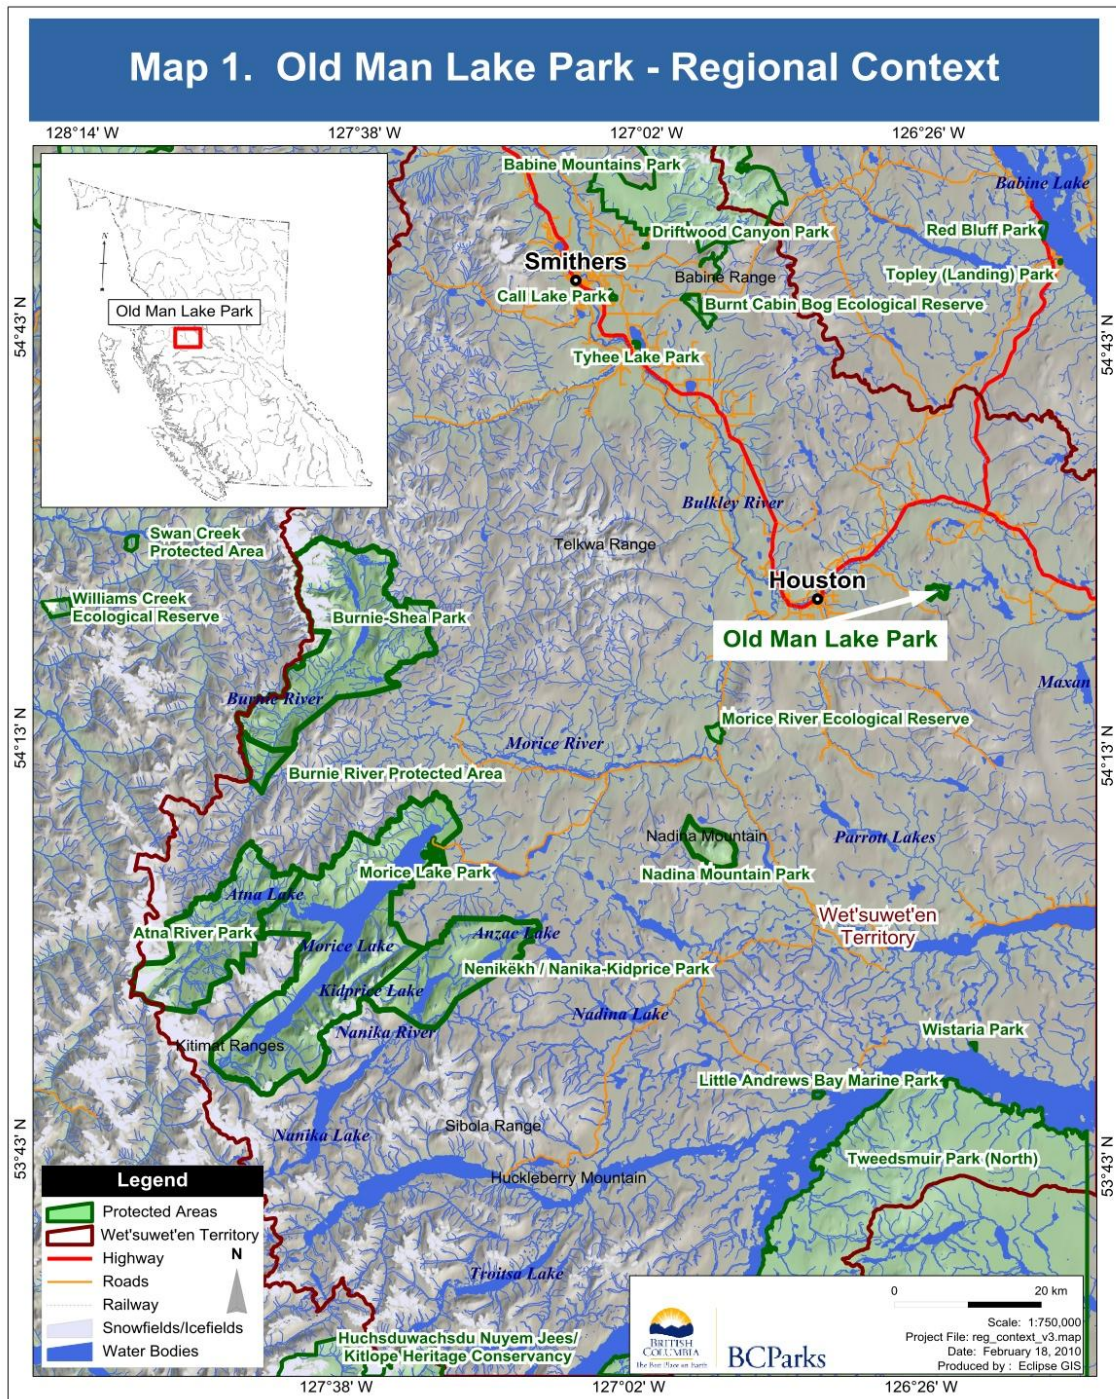 Map 1. Old Man Lake Park - Regional Context
128°14' W
127°38' W
127°02' W
126°26' W
54°43' N
54°43' N
54°13' N
54°13' N
53°43' N
53°43' N
N
Old Man Lake Park
Babine Mountains Park
Babine Lake
Driftwood Canyon Park
Red Bluff Park
Smithers
Babine Range
Topley (Landing) Park
Call Lake Park
Burnt Cabin Bog Ecological Reserve
Tyhee Lake Park
Bulkley River
Swan Creek
Protected Area
Telkwa Range
Houston
Williams Creek
Ecological Reserve
Burnie-Shea Park
Old Man Lake Park
Burnie River
Maxan
Morice River Ecological Reserve
Morice River
Burnie River Protected Area
Nadina Mountain
Parrott Lakes
Morice Lake Park
Nadina Mountain Park
Atna Lake
Wet'suwet'en
Territory
Atna River Park
Morice Lake
Anzac Lake
Nenikëkh / Nanika-Kidprice Park
Kidprice Lake
Nadina Lake
Nanika River
Wistaria Park
Kitimat Ranges
Little Andrews Bay Marine Park
Nanika Lake
Sibola Range
Tweedsmuir Park (North)
Huckleberry Mountain
Troitsa Lake
Huchsduwachsdu Nuyem Jees/
Kitlope Heritage Conservancy
Legend
Protected Areas
Wet'suwet'en Territory
Highway
Roads
Railway
Snowfields/Icefields
Water Bodies
N
BRITISH
COLUMBIA
The Best Place on Earth
BCParks
0 20 km
Scale: 1:750,000
Project File: reg_context_v3.map
Date: February 18, 2010
Produced by : Eclipse GIS
127°38' W
127°02' W
126°26' W